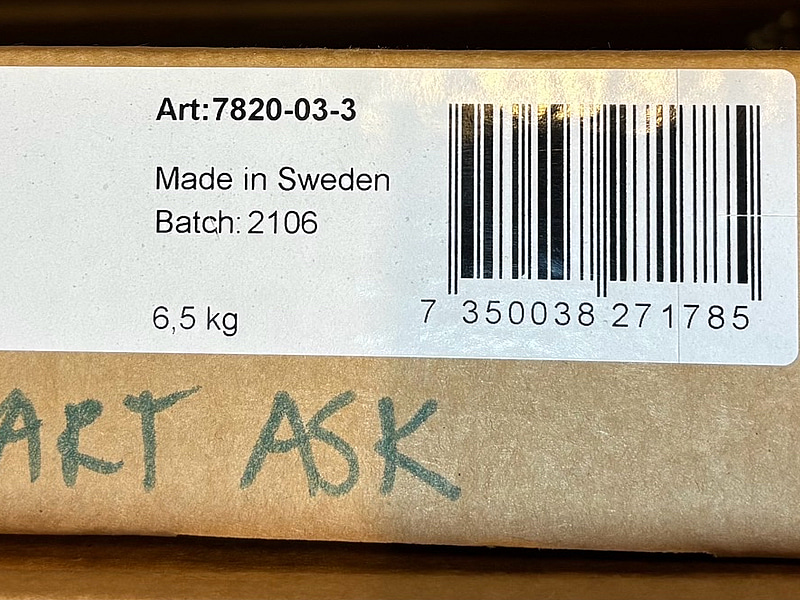 Art:7820-03-3
Made in Sweden
Batch: 2106
6,5 kg
7 350038 271785
ART ASK